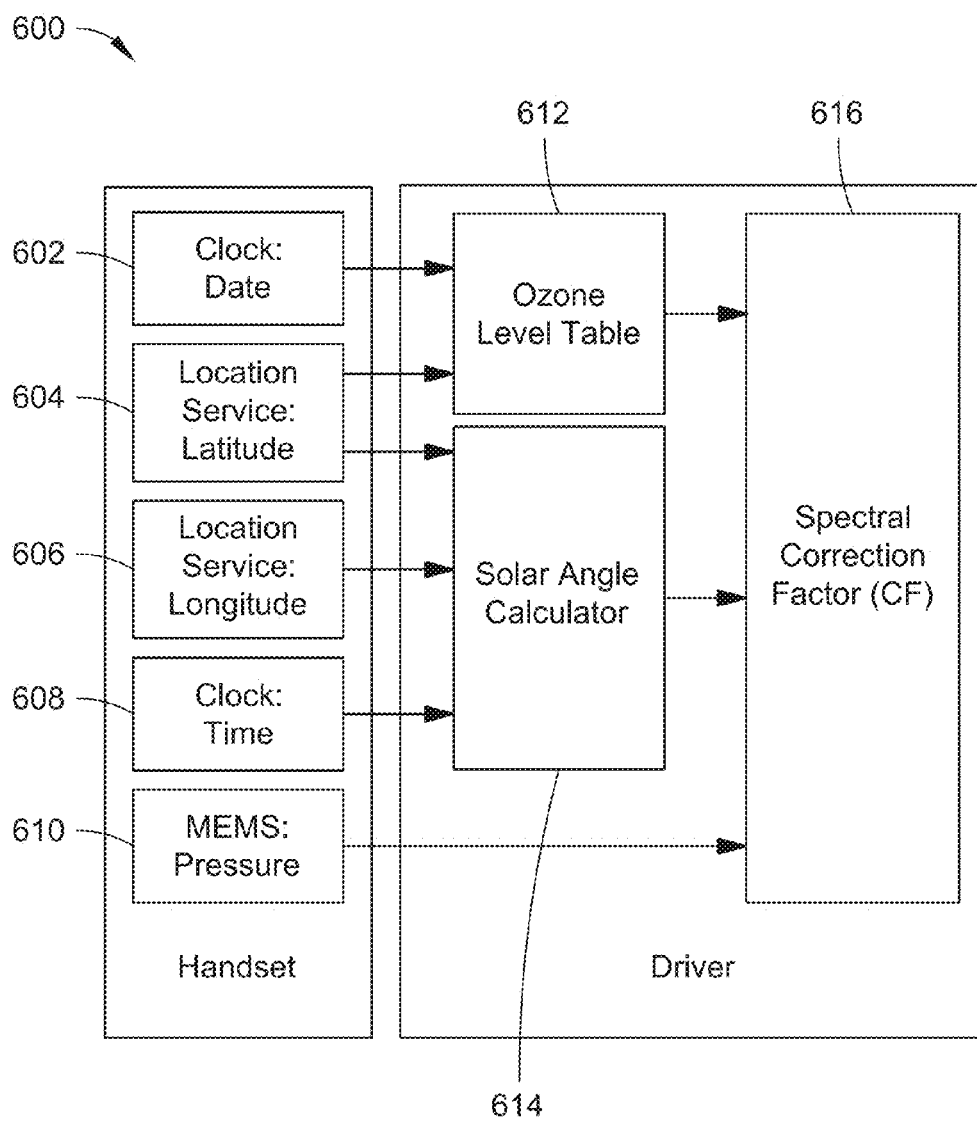 600
612
616
602
Clock:
Date
Ozone
Level Table
604
Location
Service:
Latitude
606
Location
Service:
Longitude
Solar Angle
Calculator
Spectral
Correction
Factor (CF)
608
Clock:
Time
610
MEMS:
Pressure
Handset
Driver
614